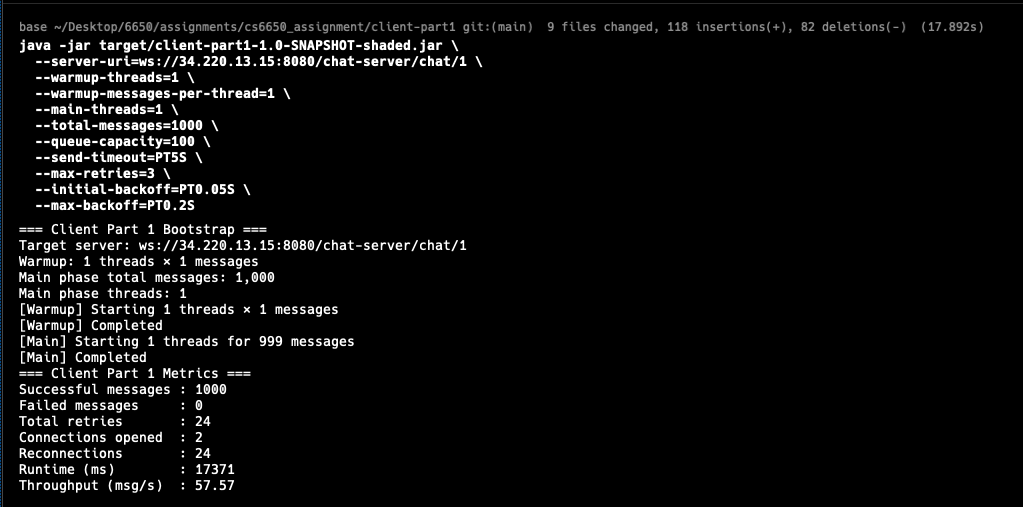 base ~/Desktop/6650/assignments/cs6650_assignment/client-part1 git:(main)  9 files changed, 118 insertions(+), 82 deletions(-)  (17.892s)
java -jar target/client-part1-1.0-SNAPSHOT-shaded.jar \
  --server-uri=ws://34.220.13.15:8080/chat-server/chat/1 \
  --warmup-threads=1 \
  --warmup-messages-per-thread=1 \
  --main-threads=1 \
  --total-messages=1000 \
  --queue-capacity=100 \
  --send-timeout=PT5S \
  --max-retries=3 \
  --initial-backoff=PT0.05S \
  --max-backoff=PT0.2S
=== Client Part 1 Bootstrap ===
Target server: ws://34.220.13.15:8080/chat-server/chat/1
Warmup: 1 threads × 1 messages
Main phase total messages: 1,000
Main phase threads: 1
[Warmup] Starting 1 threads × 1 messages
[Warmup] Completed
[Main] Starting 1 threads for 999 messages
[Main] Completed
=== Client Part 1 Metrics ===
Successful messages : 1000
Failed messages     : 0
Total retries       : 24
Connections opened  : 2
Reconnections       : 24
Runtime (ms)        : 17371
Throughput (msg/s)  : 57.57